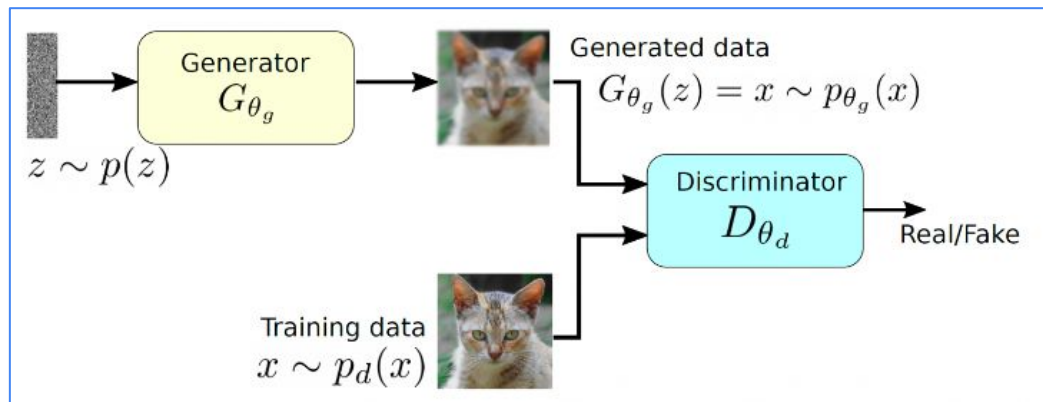 Generator
G_{θ_g}
z ∼ p(z)
Generated data
G_{θ_g}(z) = x ∼ p_{θ_g}(x)
Discriminator
D_{θ_d}
Real/Fake
Training data
x ∼ p_d(x)